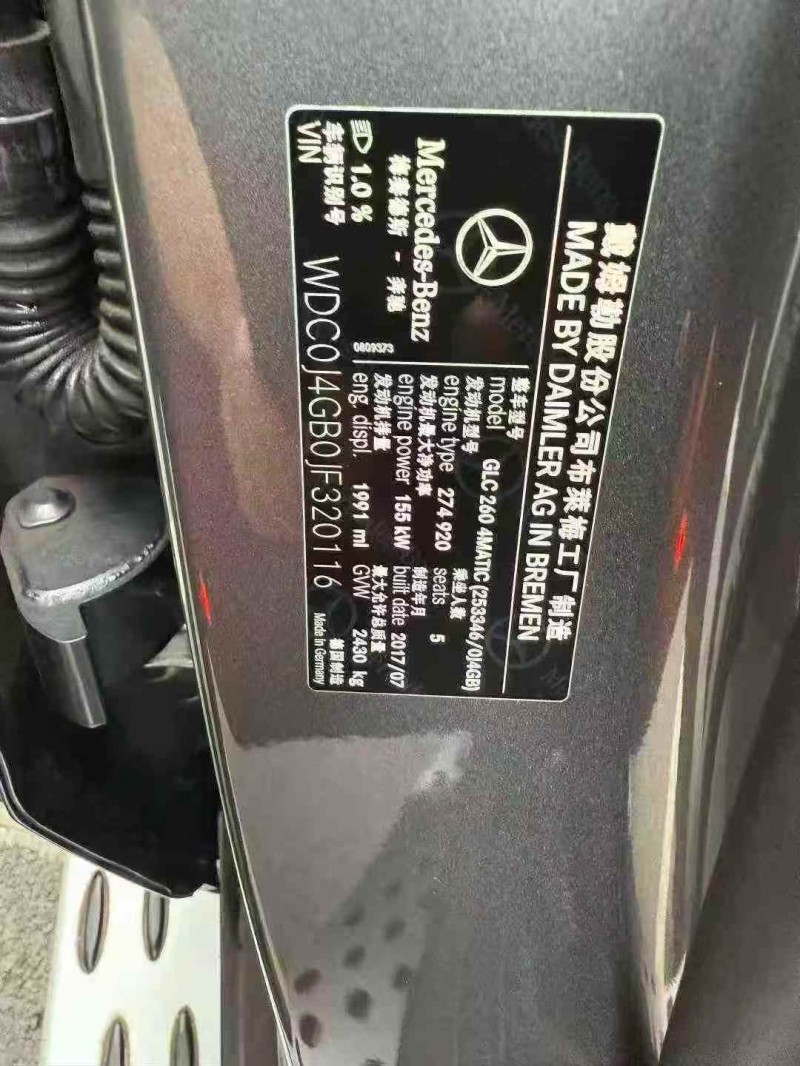 戴姆勒股份公司布莱梅工厂制造
MADE BY DAIMLER AG IN BREMEN
Mercedes-Benz
梅赛德斯-奔驰
0809373
整车型号
model GLC 260 4MATIC (253346/0J4GB)
发动机型号 乘坐人数
engine type 274 920 seats 5
发动机最大净功率 制造年月
engine power 155 kW built date 2017/07
发动机排量 最大允许总质量
eng. displ. 1991 ml GVW 2430 kg
1.0 %
车辆识别号
VIN WDC0J4GB0JF320116
德国制造
Made in Germany